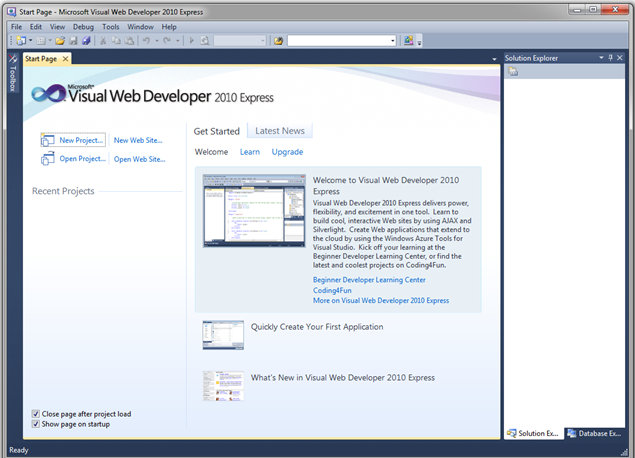 Start Page - Microsoft Visual Web Developer 2010 Express
File Edit View Debug Tools Window Help
Toolbox
Start Page
Solution Explorer
Microsoft®
Visual Web Developer 2010 Express
New Project... New Web Site...
Open Project... Open Web Site...
Recent Projects
Get Started Latest News
Welcome Learn Upgrade
Welcome to Visual Web Developer 2010
Express
Visual Web Developer 2010 Express delivers power,
flexibility, and excitement in one tool. Learn to
build cool, interactive Web sites by using AJAX and
Silverlight. Create Web applications that extend to
the cloud by using the Windows Azure Tools for
Visual Studio. Kick off your learning at the
Beginner Developer Learning Center, or find the
latest and coolest projects on Coding4Fun.
Beginner Developer Learning Center
Coding4Fun
More on Visual Web Developer 2010 Express
Quickly Create Your First Application
What's New in Visual Web Developer 2010 Express
Close page after project load
Show page on startup
Solution Ex... Database Ex...
Ready